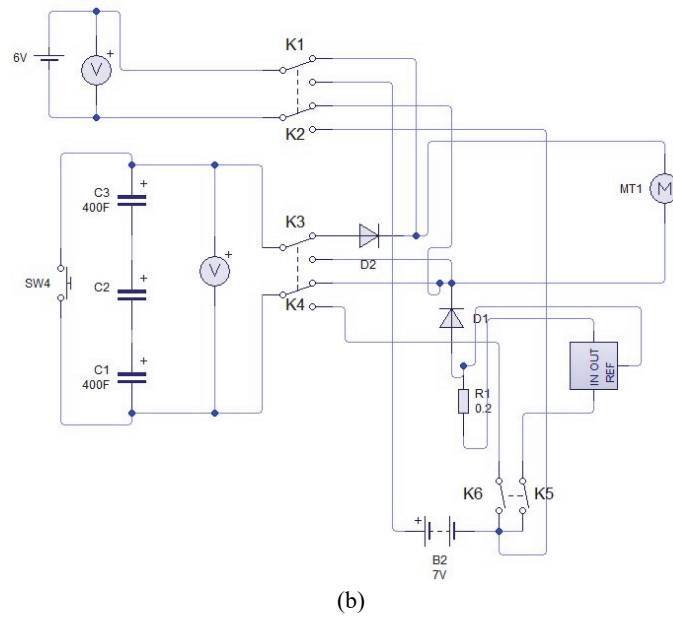 K1
6V
+
V
K2
+
C3
400F
K3
+
MT1
M
V
D2
SW4
+
C2
K4
D1
+
C1
400F
IN OUT
REF
R1
0.2
K6
K5
+
B2
7V
(b)